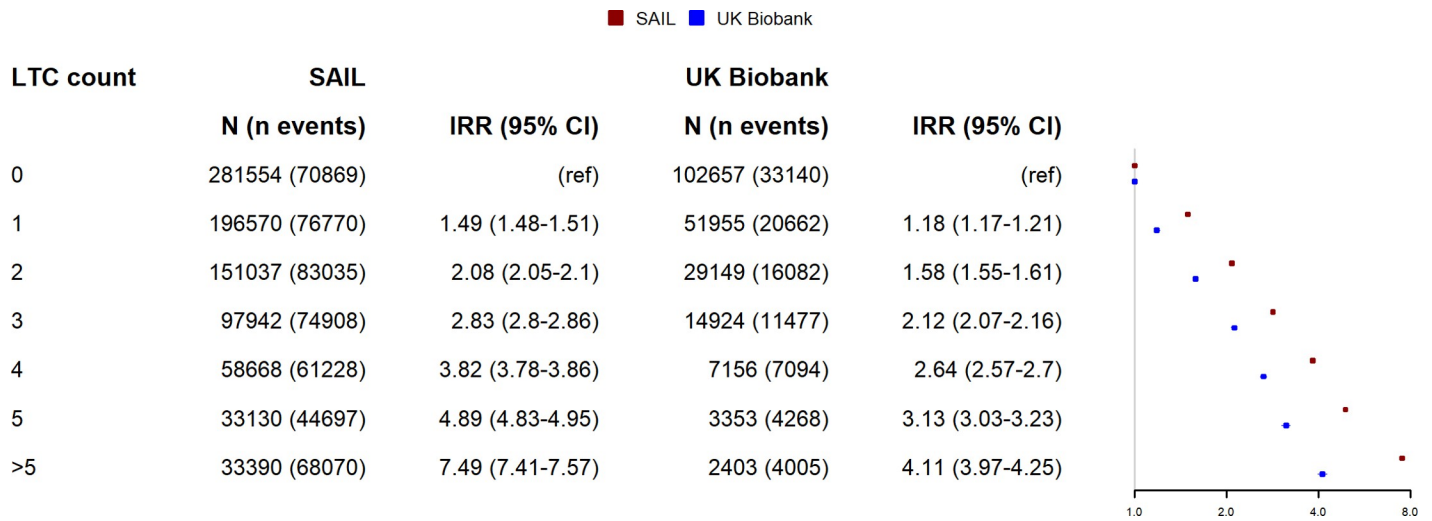 SAIL UK Biobank
LTC count SAIL UK Biobank
N (n events) IRR (95% CI) N (n events) IRR (95% CI)
0 281554 (70869) (ref) 102657 (33140) (ref)
1 196570 (76770) 1.49 (1.48-1.51) 51955 (20662) 1.18 (1.17-1.21)
2 151037 (83035) 2.08 (2.05-2.1) 29149 (16082) 1.58 (1.55-1.61)
3 97942 (74908) 2.83 (2.8-2.86) 14924 (11477) 2.12 (2.07-2.16)
4 58668 (61228) 3.82 (3.78-3.86) 7156 (7094) 2.64 (2.57-2.7)
5 33130 (44697) 4.89 (4.83-4.95) 3353 (4268) 3.13 (3.03-3.23)
>5 33390 (68070) 7.49 (7.41-7.57) 2403 (4005) 4.11 (3.97-4.25)
1.0 2.0 4.0 8.0